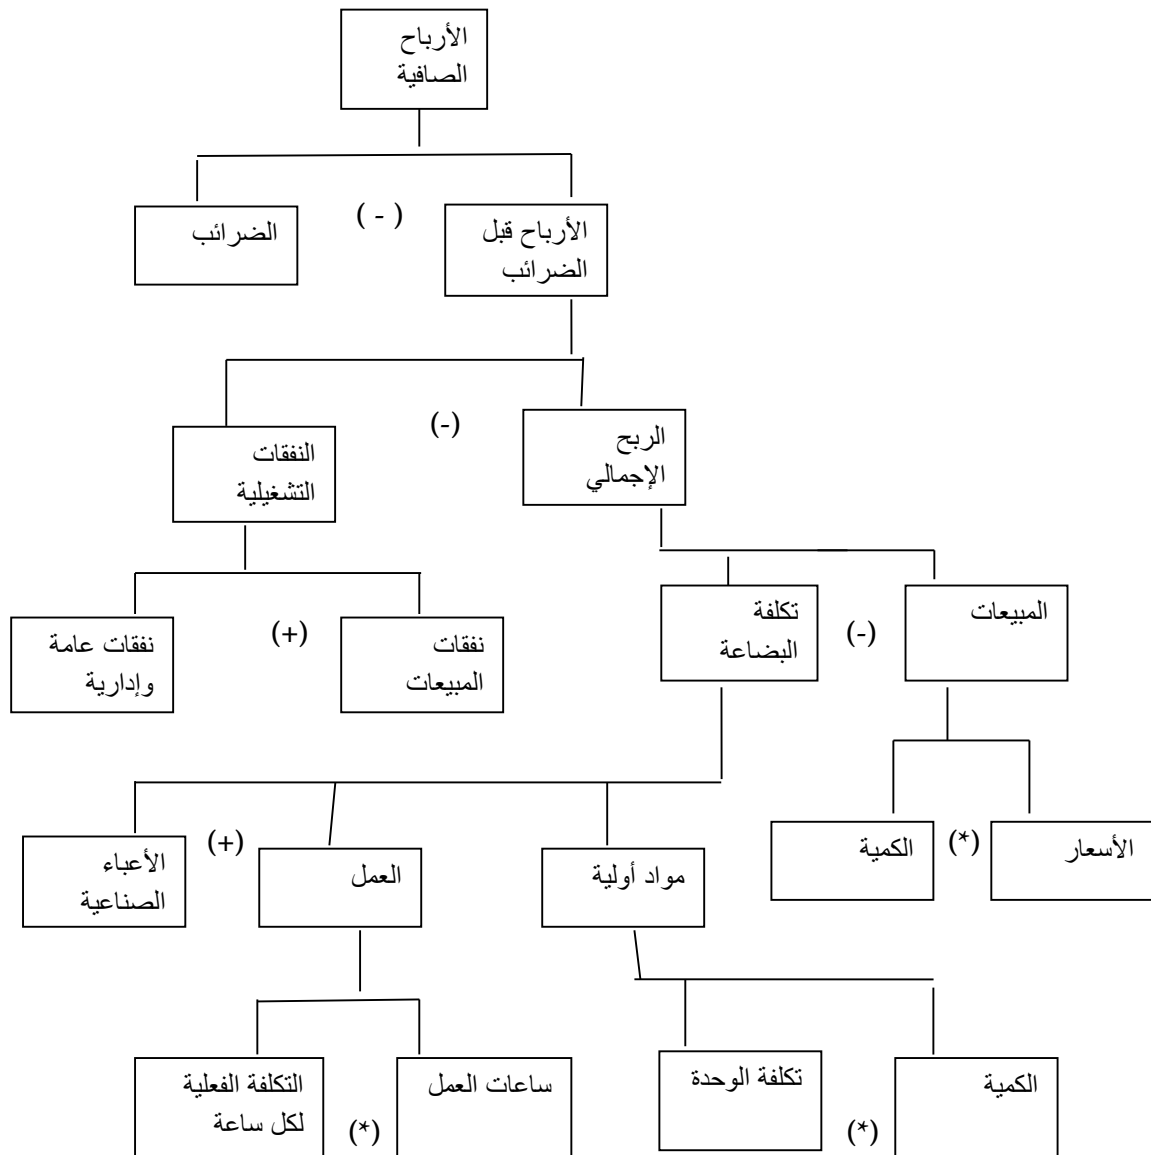 الأرباح
الصافية
الأرباح قبل
الضرائب
( - )
الضرائب
الربح
الإجمالي
(-)
النفقات
التشغيلية
المبيعات
(-)
تكلفة
البضاعة
نفقات
المبيعات
(+)
نفقات عامة
وإدارية
الأسعار
(*)
الكمية
مواد أولية
العمل
(+)
الأعباء
الصناعية
الكمية
(*)
تكلفة الوحدة
ساعات العمل
(*)
التكلفة الفعلية
لكل ساعة